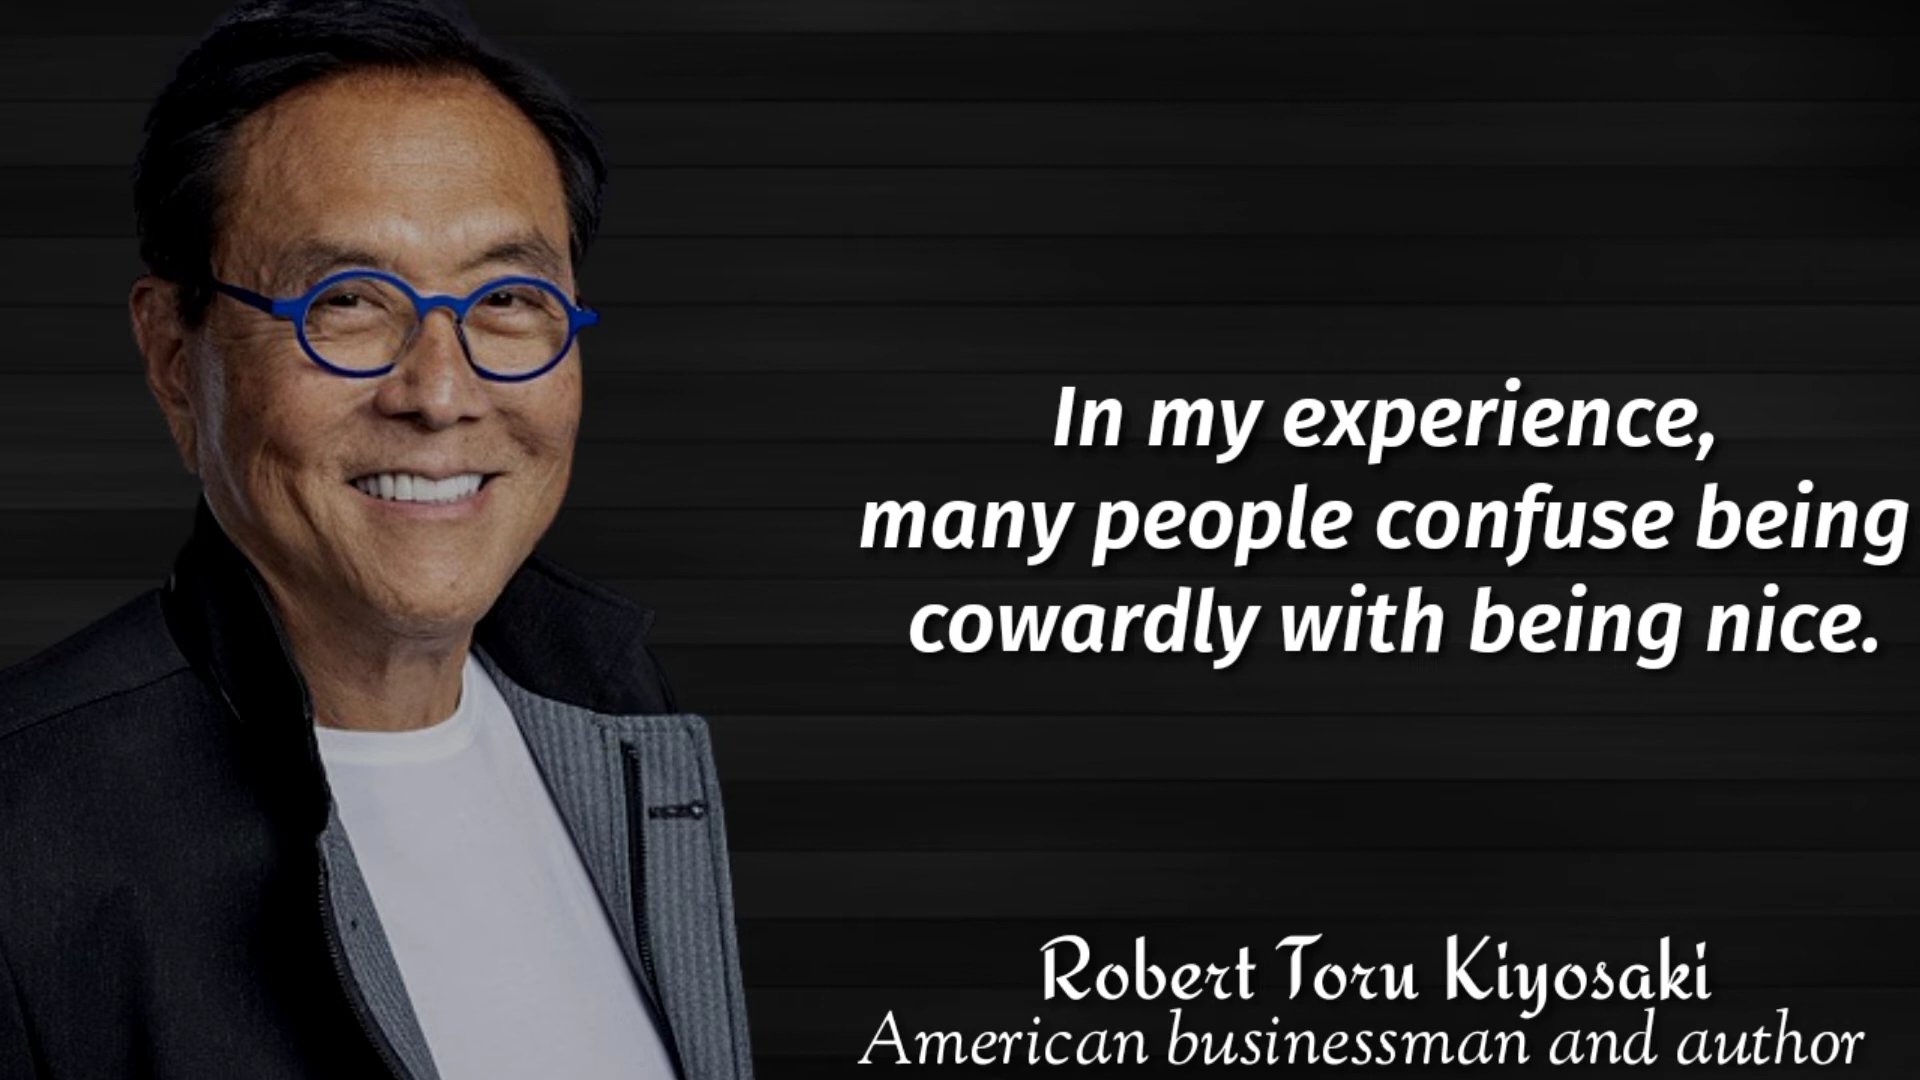 In my experience,
many people confuse being
cowardly with being nice.
Robert Toru Kiyosaki
American businessman and author